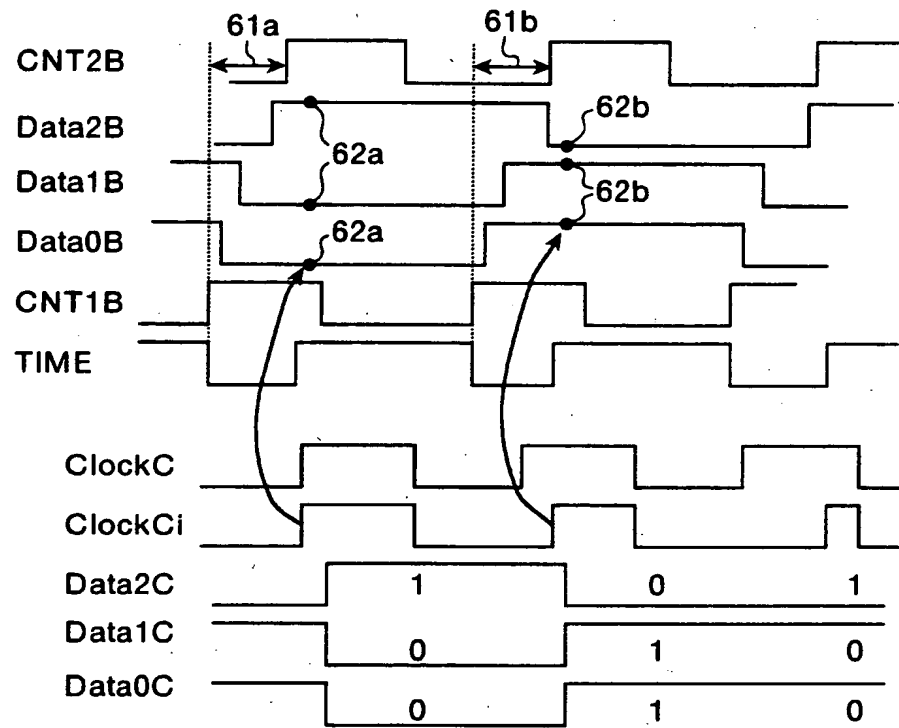 61a 61b
CNT2B
Data2B 62b
62a
Data1B 62b
Data0B 62a
CNT1B
TIME
ClockC
ClockCi
Data2C 1 0 1
Data1C 0 1 0
Data0C 0 1 0